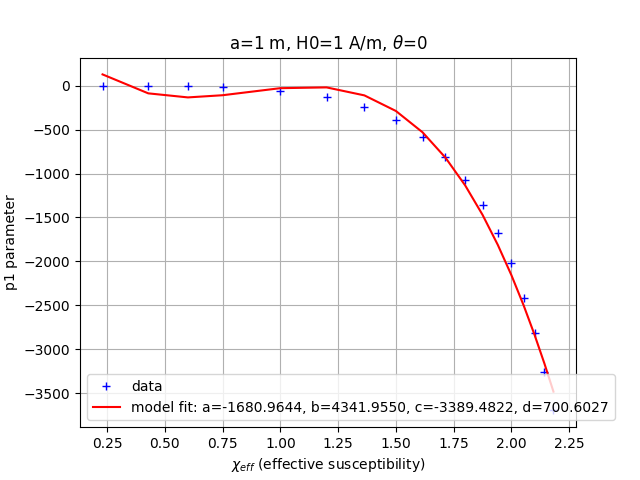 a=1 m, H0=1 A/m, θ=0
p1 parameter
0
−500
−1000
−1500
−2000
−2500
−3000
−3500
data
model fit: a=-1680.9644, b=4341.9550, c=-3389.4822, d=700.6027
0.25 0.50 0.75 1.00 1.25 1.50 1.75 2.00 2.25
χeff (effective susceptibility)